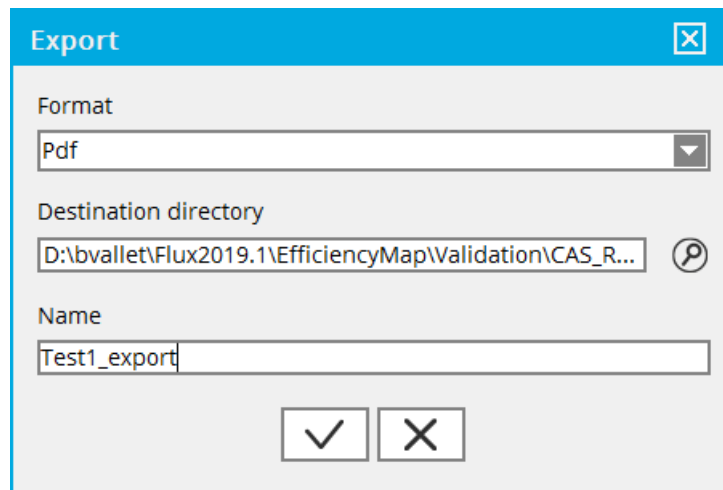 Export
Format
Pdf
Destination directory
D:\bvallet\Flux2019.1\EfficiencyMap\Validation\CAS_R...
Name
Test1_export